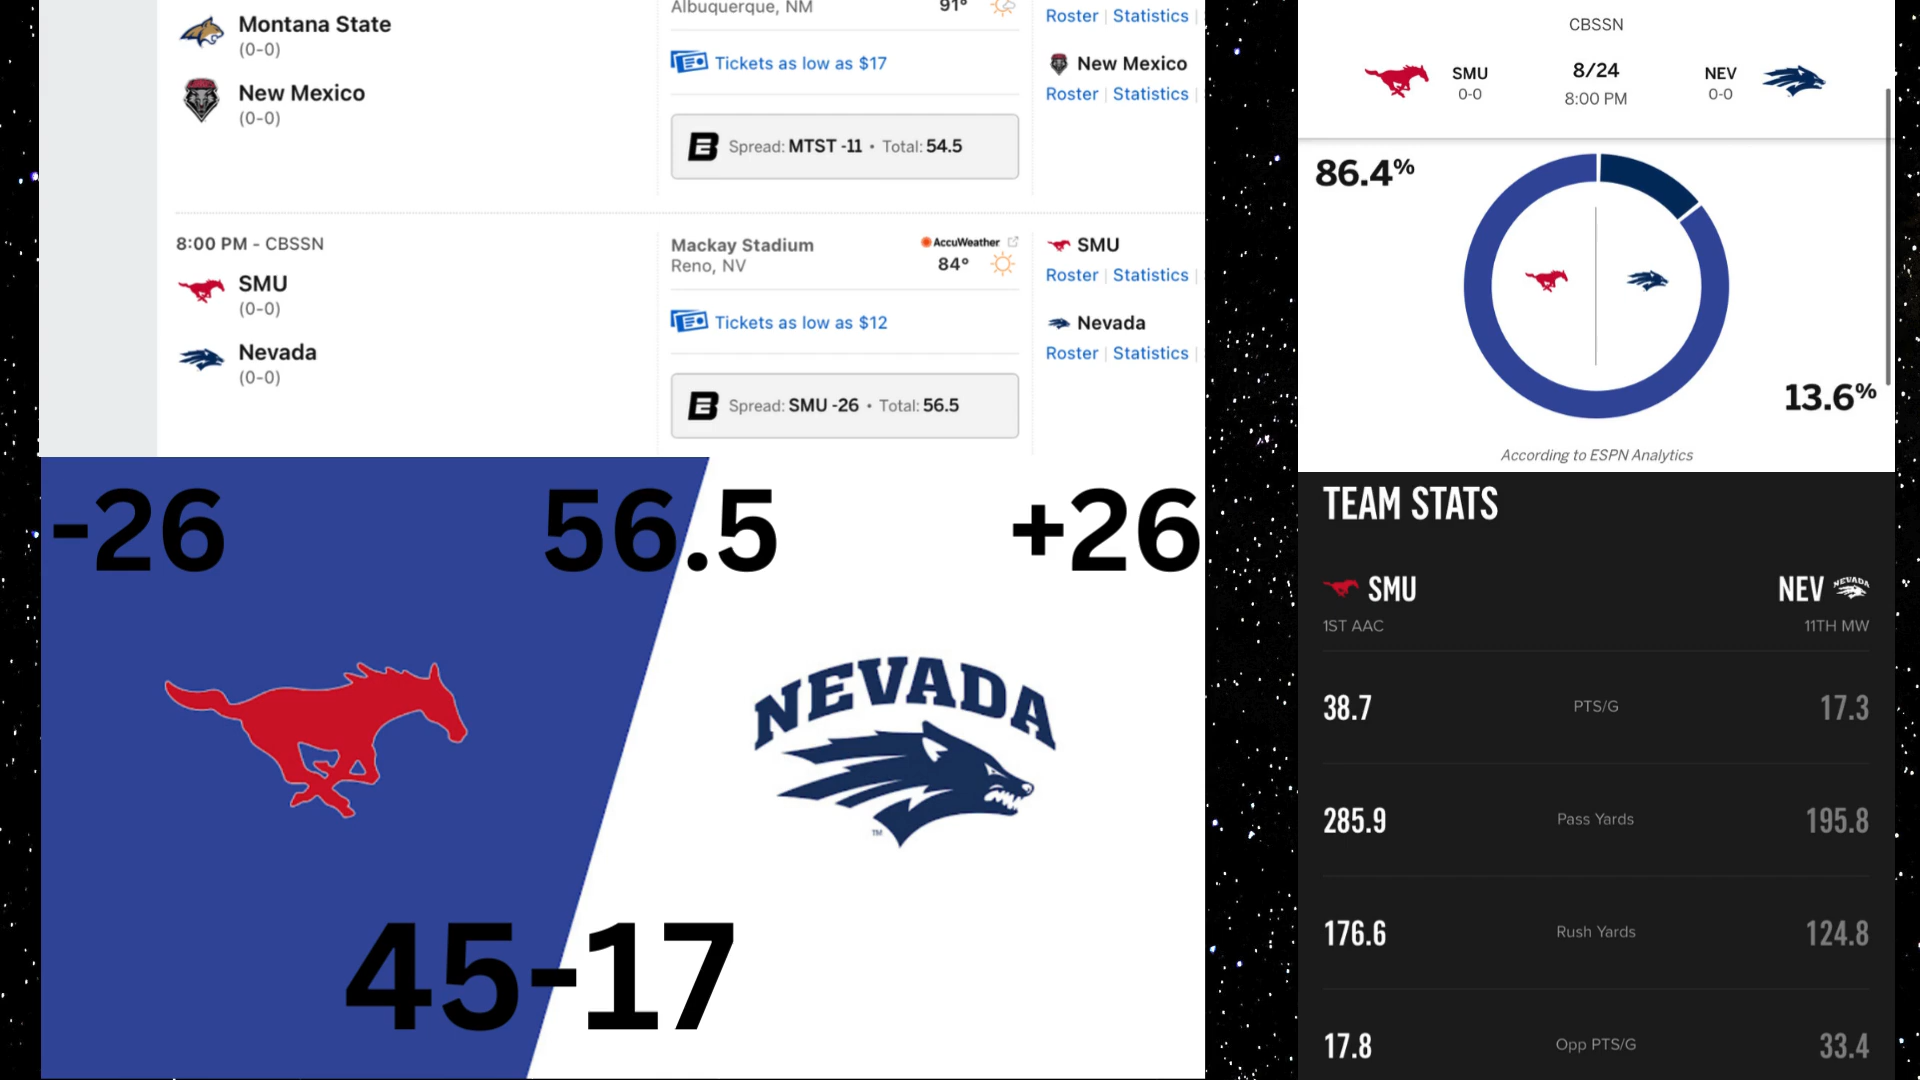 Montana State
(0-0)
New Mexico
(0-0)
Albuquerque, NM
91°
Tickets as low as $17
Spread: MTST -11 • Total: 54.5
Roster | Statistics |
New Mexico
Roster | Statistics |
8:00 PM - CBSSN
SMU
(0-0)
Nevada
(0-0)
Mackay Stadium
Reno, NV
AccuWeather
84°
Tickets as low as $12
Spread: SMU -26 • Total: 56.5
SMU
Roster | Statistics |
Nevada
Roster | Statistics |
-26
56.5
+26
NEVADA
TM
45-17
CBSSN
SMU
0-0
8/24
8:00 PM
NEV
0-0
86.4%
13.6%
According to ESPN Analytics
TEAM STATS
SMU
NEV
NEVADA
1ST AAC
11TH MW
38.7 PTS/G 17.3
285.9 Pass Yards 195.8
176.6 Rush Yards 124.8
17.8 Opp PTS/G 33.4